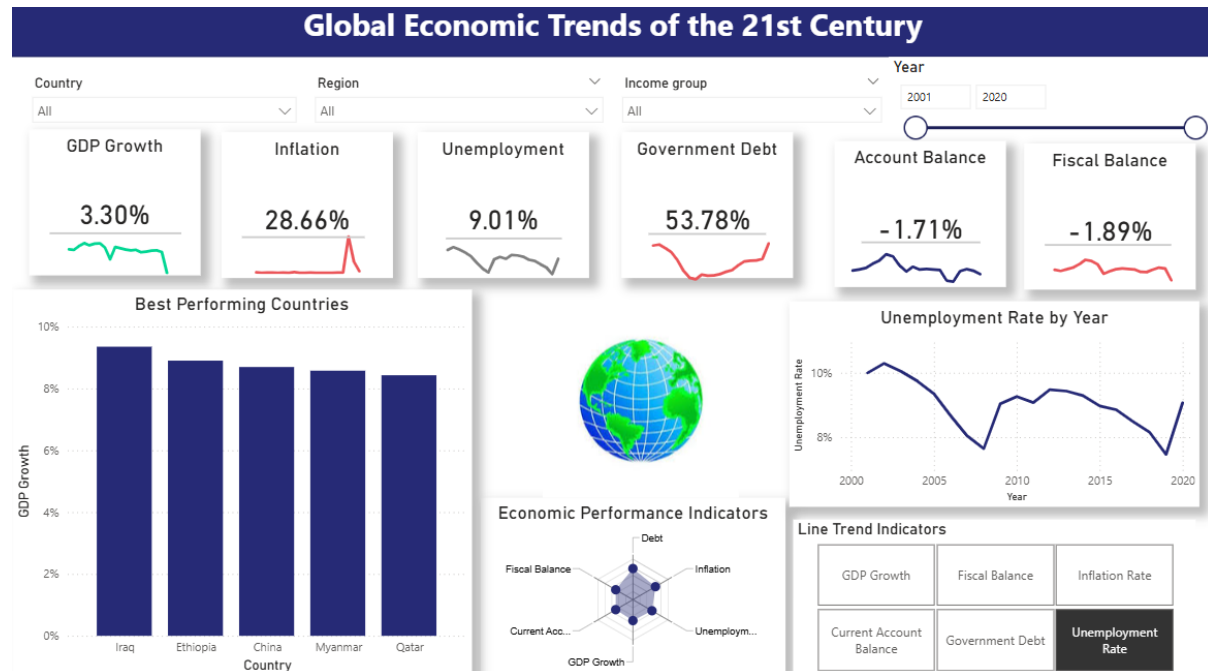 Global Economic Trends of the 21st Century
Country
Region
Income group
Year
All
All
All
2001
2020
GDP Growth
3.30%
Inflation
28.66%
Unemployment
9.01%
Government Debt
53.78%
Account Balance
-1.71%
Fiscal Balance
-1.89%
Best Performing Countries
10%
8%
6%
4%
2%
0%
GDP Growth
Iraq
Ethiopia
China
Myanmar
Qatar
Country
Economic Performance Indicators
Debt
Inflation
Unemploym...
GDP Growth
Current Acc...
Fiscal Balance
Unemployment Rate by Year
Unemployment Rate
10%
8%
2000
2005
2010
2015
2020
Year
Line Trend Indicators
GDP Growth
Fiscal Balance
Inflation Rate
Current Account
Balance
Government Debt
Unemployment
Rate